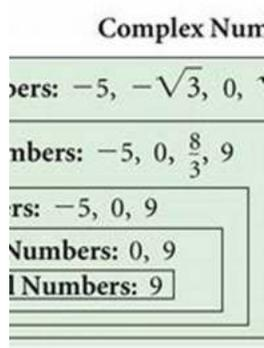 Complex Num
bers: −5, −√3, 0, √
mbers: −5, 0, 8/3, 9
rs: −5, 0, 9
Numbers: 0, 9
l Numbers: 9